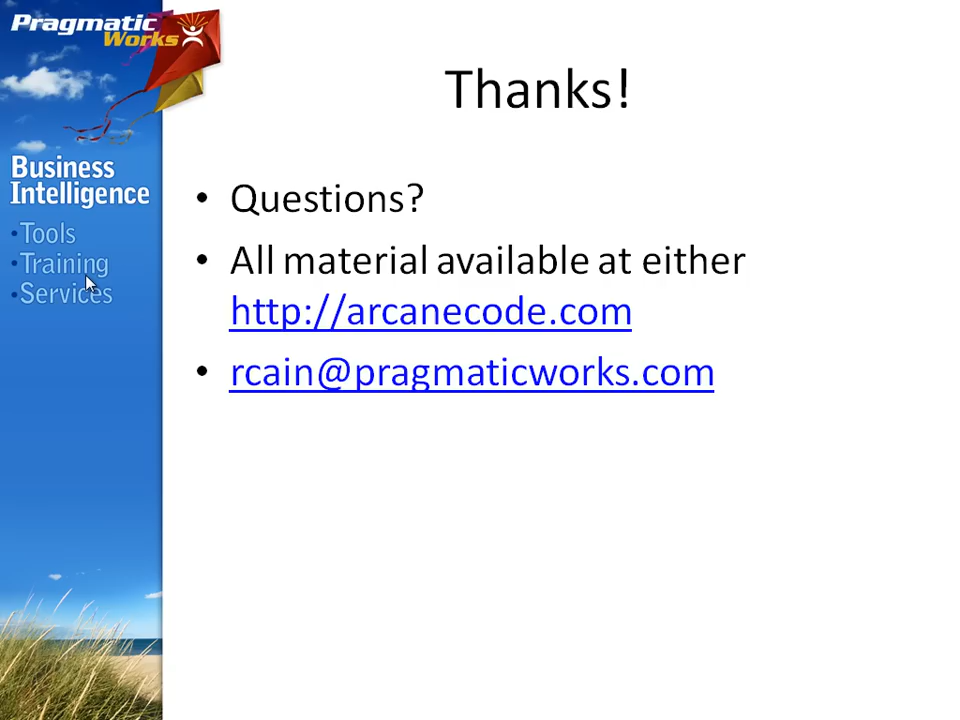 Pragmatic
Works
Business
Intelligence
•Tools
•Training
•Services
Thanks!
• Questions?
• All material available at either
http://arcanecode.com
• rcain@pragmaticworks.com